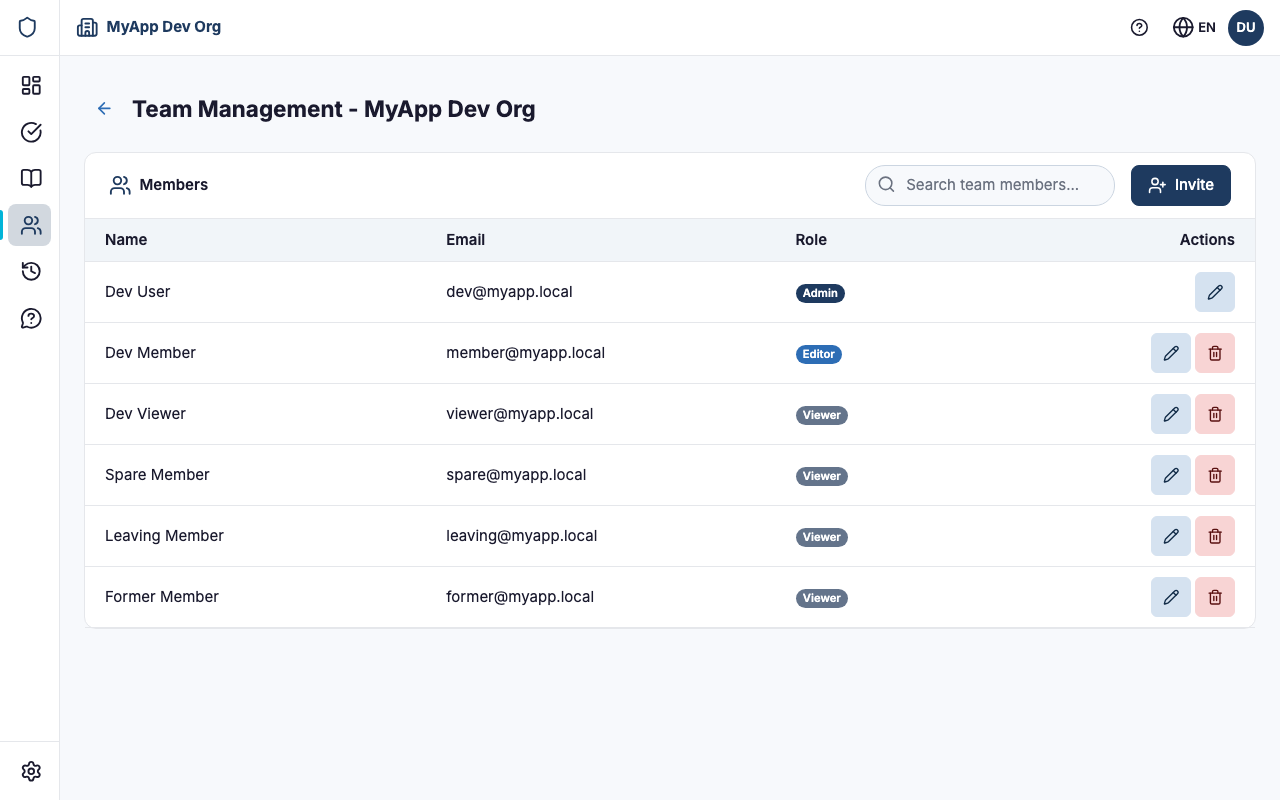 MyApp Dev Org
EN
DU
Team Management - MyApp Dev Org
Members
Search team members...
Invite
Name Email Role Actions
Dev User dev@myapp.local Admin
Dev Member member@myapp.local Editor
Dev Viewer viewer@myapp.local Viewer
Spare Member spare@myapp.local Viewer
Leaving Member leaving@myapp.local Viewer
Former Member former@myapp.local Viewer